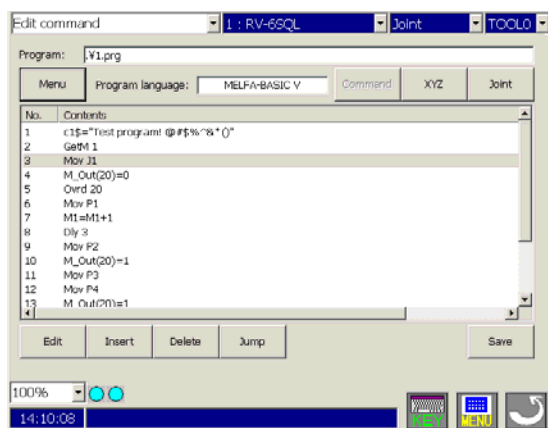 Edit command 1 : RV-6SQL Joint TOOL0
Program: .¥1.prg
Menu Program language: MELFA-BASIC V Command XYZ Joint
No. Contents
1 c1$="Test program! @#$%^&*()"
2 GetM 1
3 Mov J1
4 M_Out(20)=0
5 Ovrd 20
6 Mov P1
7 M1=M1+1
8 Dly 3
9 Mov P2
10 M_Out(20)=1
11 Mov P3
12 Mov P4
13 M_Out(20)=1
Edit Insert Delete Jump Save
100%
14:10:08 KEY MENU